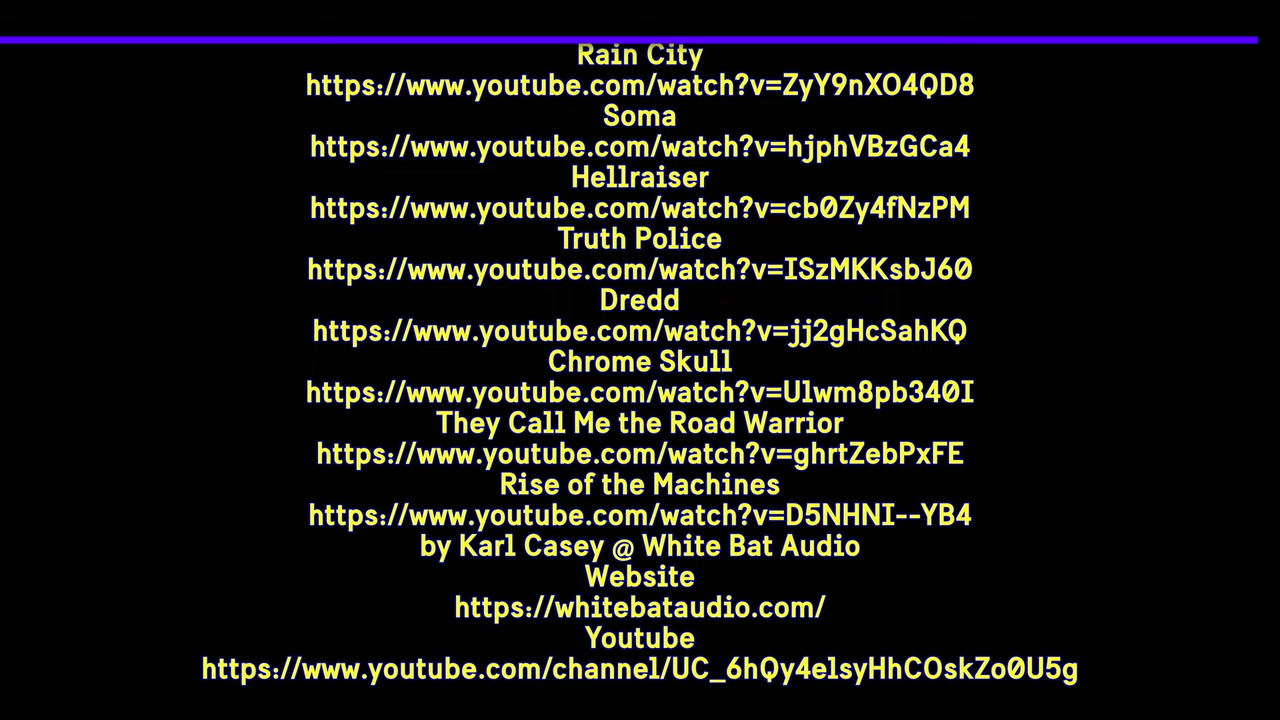 Rain City
https://www.youtube.com/watch?v=ZyY9nXO4QD8
Soma
https://www.youtube.com/watch?v=hjphVBzGCa4
Hellraiser
https://www.youtube.com/watch?v=cb0Zy4fNzPM
Truth Police
https://www.youtube.com/watch?v=ISzMKKsbJ60
Dredd
https://www.youtube.com/watch?v=jj2gHcSahKQ
Chrome Skull
https://www.youtube.com/watch?v=Ulwm8pb340I
They Call Me the Road Warrior
https://www.youtube.com/watch?v=ghrtZebPxFE
Rise of the Machines
https://www.youtube.com/watch?v=D5NHNI--YB4
by Karl Casey @ White Bat Audio
Website
https://whitebataudio.com/
Youtube
https://www.youtube.com/channel/UC_6hQy4elsyHhCOskZo0U5g